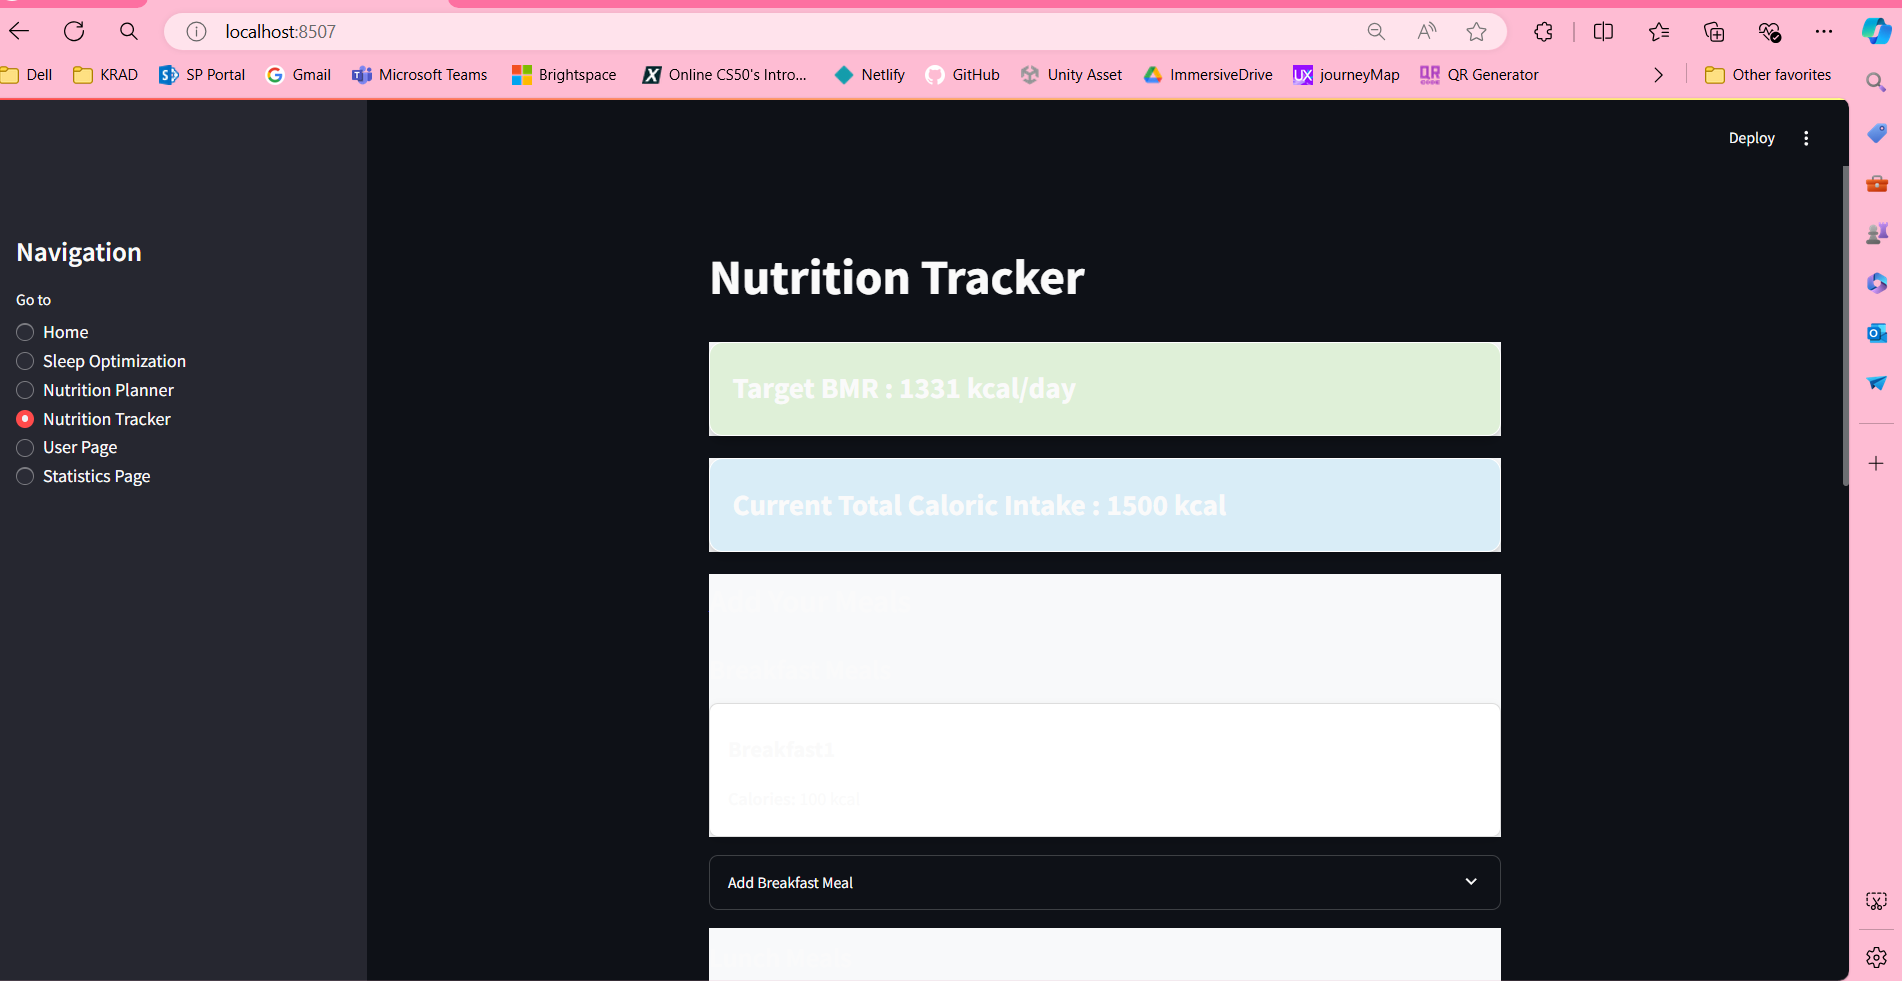 localhost:8507
Dell KRAD SP Portal Gmail Microsoft Teams Brightspace Online CS50's Intro... Netlify GitHub Unity Asset ImmersiveDrive journeyMap QR Generator Other favorites
Deploy
Navigation
Go to
Home
Sleep Optimization
Nutrition Planner
Nutrition Tracker
User Page
Statistics Page
Nutrition Tracker
Target BMR : 1331 kcal/day
Current Total Caloric Intake : 1500 kcal
Breakfast1
Calories: 100 kcal
Add Breakfast Meal